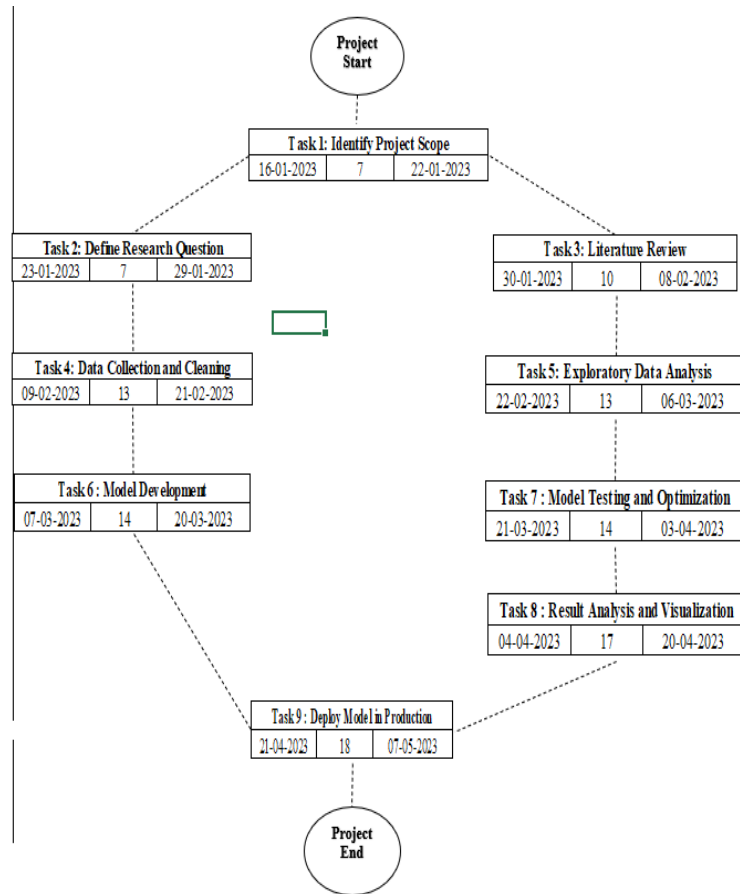 Project
Start
Task 1: Identify Project Scope
16-01-2023 7 22-01-2023
Task 2: Define Research Question
23-01-2023 7 29-01-2023
Task 3: Literature Review
30-01-2023 10 08-02-2023
Task 4: Data Collection and Cleaning
09-02-2023 13 21-02-2023
Task 5: Exploratory Data Analysis
22-02-2023 13 06-03-2023
Task 6 : Model Development
07-03-2023 14 20-03-2023
Task 7 : Model Testing and Optimization
21-03-2023 14 03-04-2023
Task 8 : Result Analysis and Visualization
04-04-2023 17 20-04-2023
Task 9 : Deploy Model in Production
21-04-2023 18 07-05-2023
Project
End